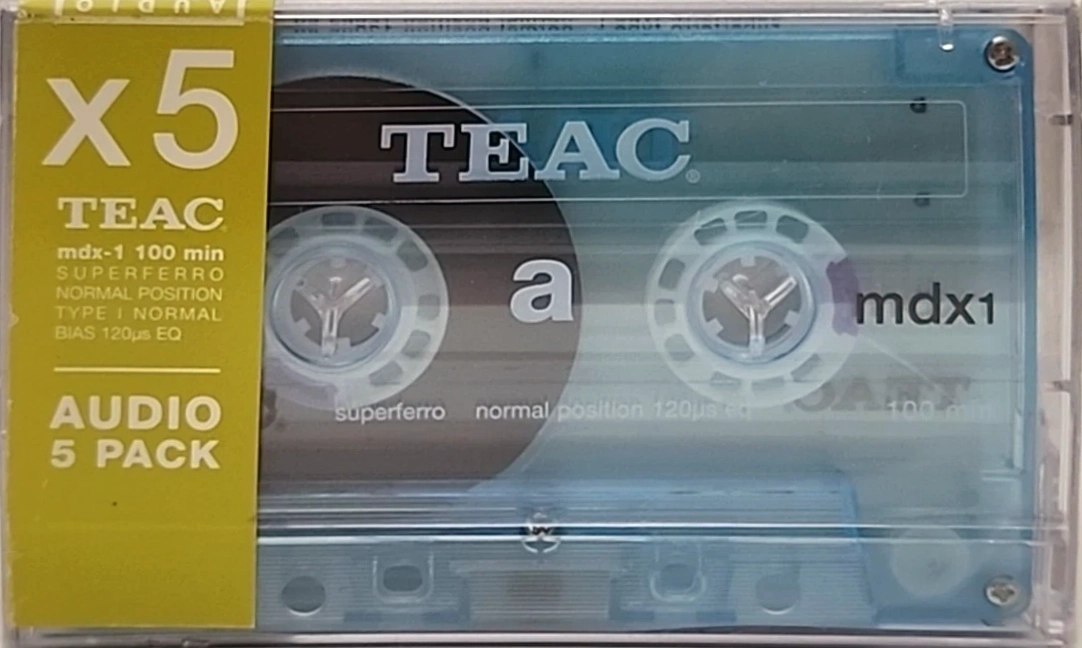 x5
TEAC
mdx-1 100 min
SUPERFERRO
NORMAL POSITION
TYPE I NORMAL
BIAS 120µs EQ
AUDIO
5 PACK
TEAC
a
mdx1
superferro normal position 120µs eq
100